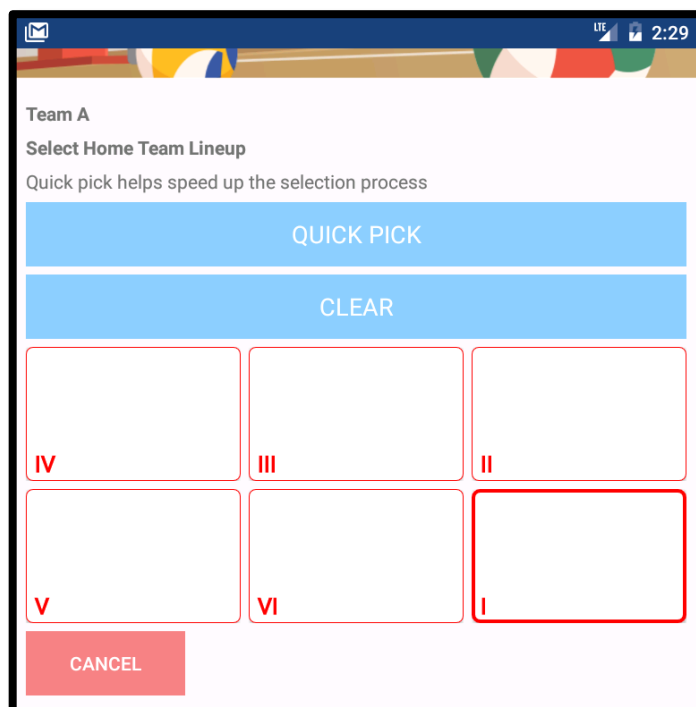 LTE 2:29
Team A
Select Home Team Lineup
Quick pick helps speed up the selection process
QUICK PICK
CLEAR
IV III II
V VI I
CANCEL